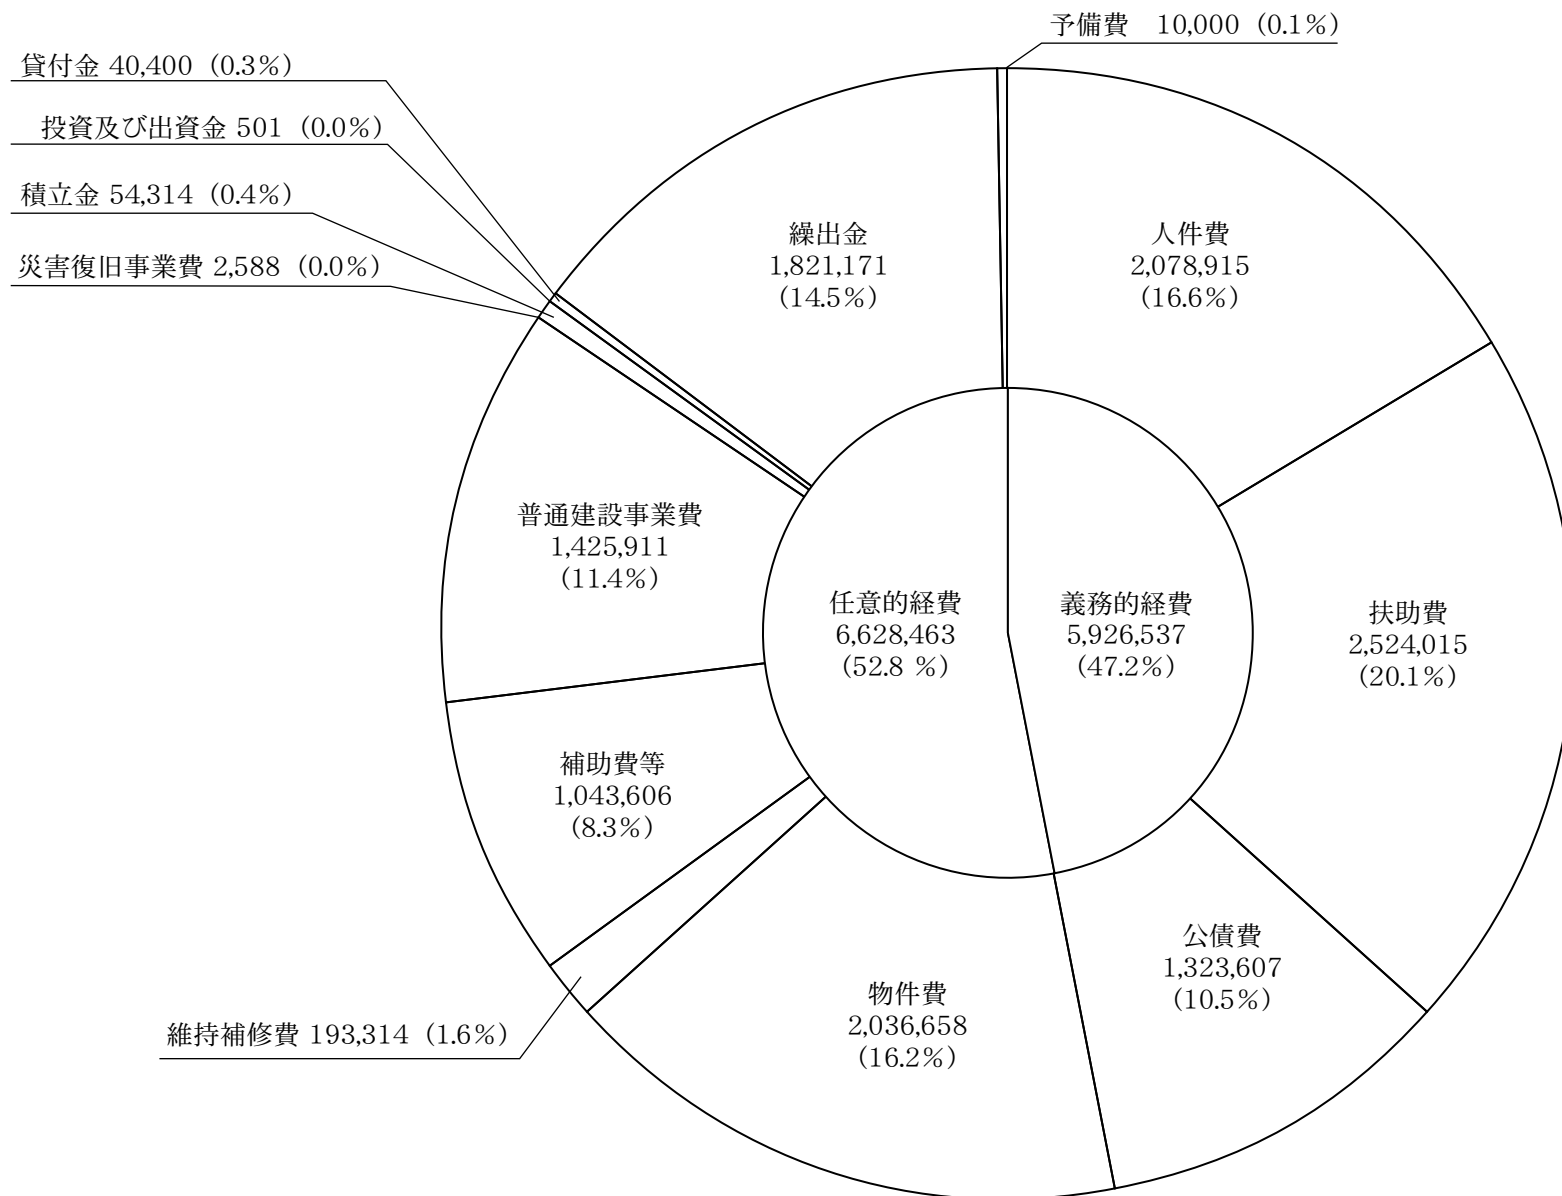 予備費　10,000（0.1%）
貸付金 40,400（0.3%）
投資及び出資金 501（0.0%）
積立金 54,314（0.4%）
災害復旧事業費 2,588（0.0%）
繰出金
1,821,171
（14.5%）
人件費
2,078,915
（16.6%）
普通建設事業費
1,425,911
（11.4%）
任意的経費
6,628,463
（52.8 %）
義務的経費
5,926,537
（47.2%）
扶助費
2,524,015
（20.1%）
補助費等
1,043,606
（8.3%）
公債費
1,323,607
（10.5%）
物件費
2,036,658
（16.2%）
維持補修費 193,314（1.6%）